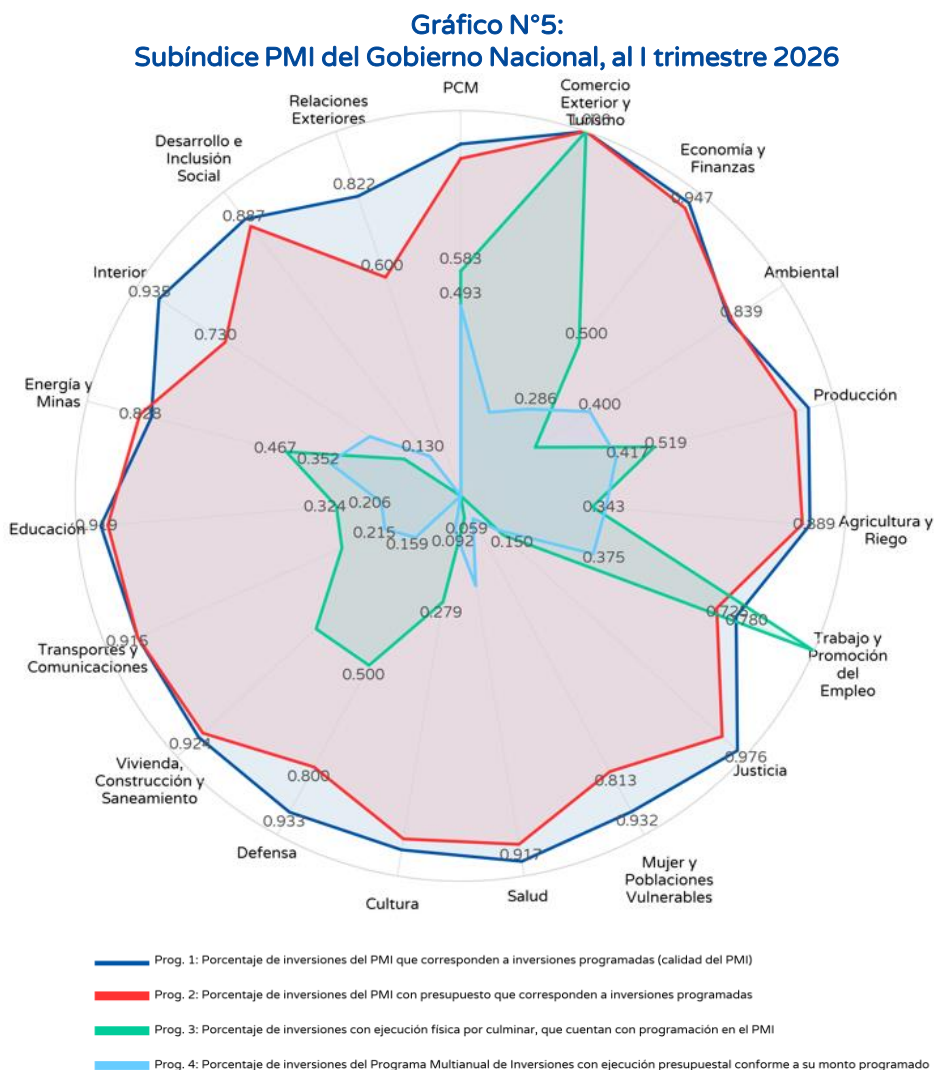 Gráfico N°5:
Subíndice PMI del Gobierno Nacional, al I trimestre 2026
PCM
Comercio
Exterior y
Turismo
1.000
Relaciones
Exteriores
Desarrollo e
Inclusión
Social
Economía y
Finanzas
0.822
0.947
0.887
0.583
0.600
Interior
Ambiental
0.935
0.493
0.839
0.730
0.500
Energía y
Minas
Producción
0.286
0.400
0.828
0.467
0.130
0.519
0.352
0.417
0.324
0.206
0.343
Educación
0.919
0.889
Agricultura y
Riego
0.215
0.159
0.059
0.092
0.150
0.375
0.279
0.725
0.780
0.915
Transportes y
Comunicaciones
Trabajo y
Promoción
del
Empleo
0.500
0.924
0.976
Vivienda,
Construcción y
Saneamiento
Justicia
0.800
0.813
0.933
0.932
Defensa
0.917
Mujer y
Poblaciones
Vulnerables
Cultura
Salud
Prog. 1: Porcentaje de inversiones del PMI que corresponden a inversiones programadas (calidad del PMI)
Prog. 2: Porcentaje de inversiones del PMI con presupuesto que corresponden a inversiones programadas
Prog. 3: Porcentaje de inversiones con ejecución física por culminar, que cuentan con programación en el PMI
Prog. 4: Porcentaje de inversiones del Programa Multianual de Inversiones con ejecución presupuestal conforme a su monto programado